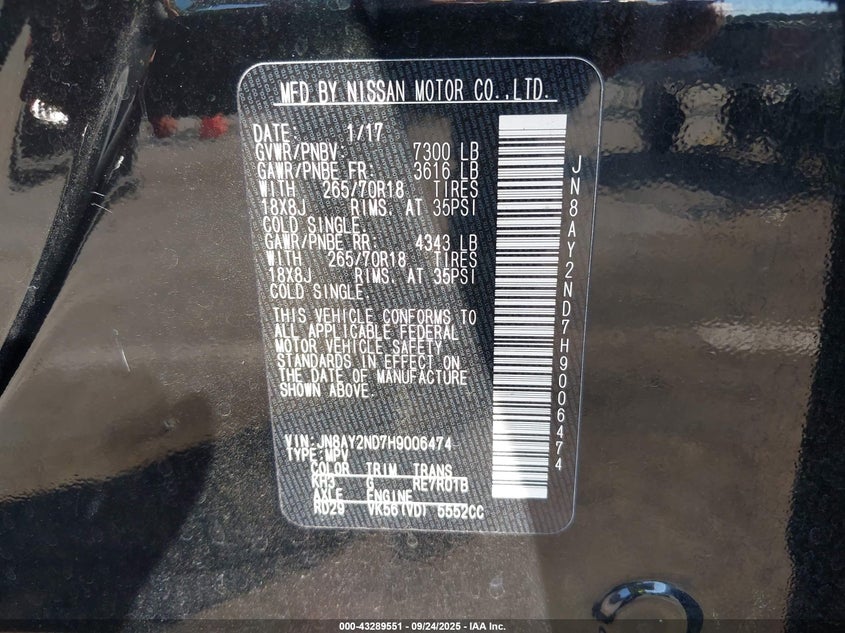 MFD BY NISSAN MOTOR CO.,LTD.
DATE: 1/17
GVWR/PNBV: 7300 LB
GAWR/PNBE FR: 3616 LB
WITH 265/70R18 TIRES
18X8J RIMS. AT 35PSI
COLD SINGLE.
GAWR/PNBE RR: 4343 LB
WITH 265/70R18 TIRES
18X8J RIMS. AT 35PSI
COLD SINGLE.
THIS VEHICLE CONFORMS TO
ALL APPLICABLE FEDERAL
MOTOR VEHICLE SAFETY
STANDARDS IN EFFECT ON
THE DATE OF MANUFACTURE
SHOWN ABOVE.
VIN:JN8AY2ND7H9006474
TYPE:MPV
COLOR TRIM TRANS
KH3 G RE7R01B
AXLE ENGINE
RD29 VK56(VD) 5552CC
JN8AY2ND7H9006474
000-43289551 - 09/24/2025 - IAA Inc.